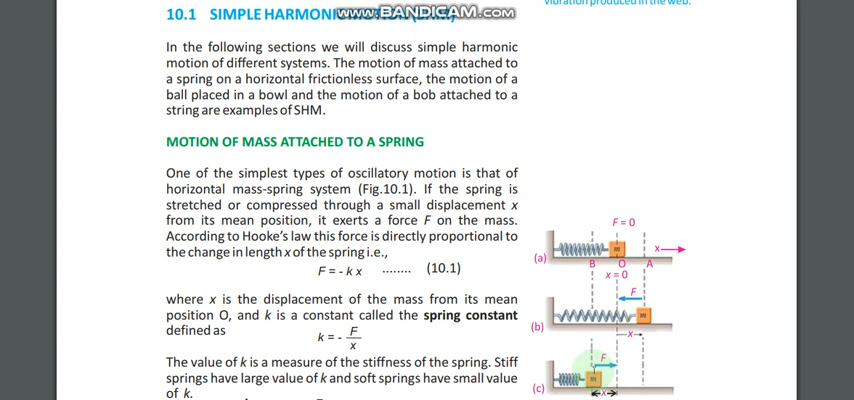 vibration produced in the web.
10.1 SIMPLE HARMONIC MOTION (SHM)
www.BANDICAM.com
In the following sections we will discuss simple harmonic
motion of different systems. The motion of mass attached to
a spring on a horizontal frictionless surface, the motion of a
ball placed in a bowl and the motion of a bob attached to a
string are examples of SHM.
MOTION OF MASS ATTACHED TO A SPRING
One of the simplest types of oscillatory motion is that of
horizontal mass-spring system (Fig.10.1). If the spring is
stretched or compressed through a small displacement x
from its mean position, it exerts a force F on the mass.
According to Hooke's law this force is directly proportional to
the change in length x of the spring i.e.,
F = - k x ........ (10.1)
where x is the displacement of the mass from its mean
position O, and k is a constant called the spring constant
defined as
k = - F
x
The value of k is a measure of the stiffness of the spring. Stiff
springs have large value of k and soft springs have small value
of k.
F = 0
m
x
(a)
B O A
x = 0
F
m
(b)
x
F
m
(c)
x